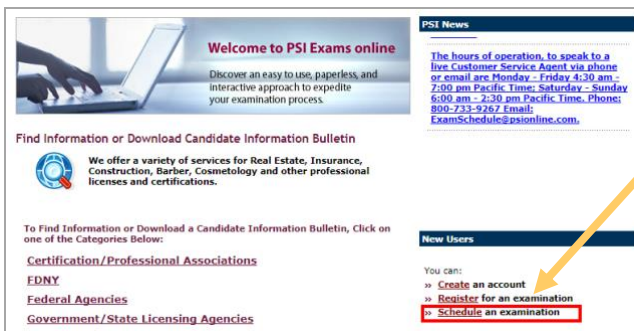 Welcome to PSI Exams online
Discover an easy to use, paperless, and
interactive approach to expedite
your examination process.
Find Information or Download Candidate Information Bulletin
We offer a variety of services for Real Estate, Insurance,
Construction, Barber, Cosmetology and other professional
licenses and certifications.
To Find Information or Download a Candidate Information Bulletin, Click on
one of the Categories Below:
Certification/Professional Associations
FDNY
Federal Agencies
Government/State Licensing Agencies
PSI News
The hours of operation, to speak to a
live Customer Service Agent via phone
or email are Monday - Friday 4:30 am -
7:00 pm Pacific Time; Saturday - Sunday
6:00 am - 2:30 pm Pacific Time. Phone:
800-733-9267 Email:
ExamSchedule@psionline.com.
New Users
You can:
» Create an account
» Register for an examination
» Schedule an examination